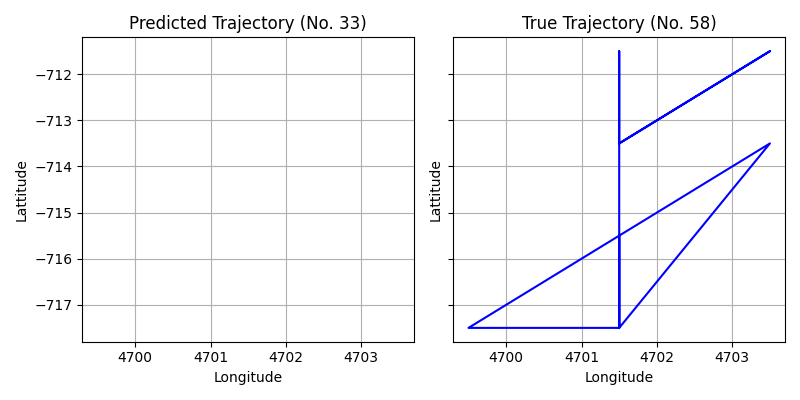 Predicted Trajectory (No. 33)
True Trajectory (No. 58)
Lattitude
−712
−713
−714
−715
−716
−717
4700
4701
4702
4703
Longitude
Lattitude
4700
4701
4702
4703
Longitude